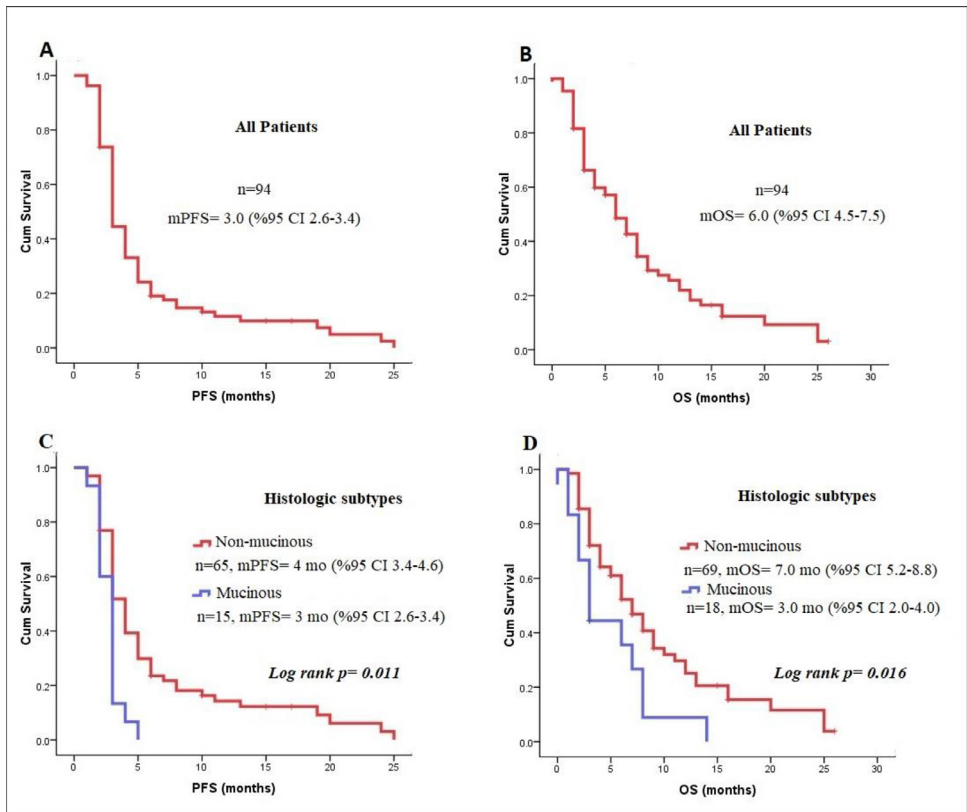 A
All Patients
n=94
mPFS= 3.0 (%95 CI 2.6-3.4)
Cum Survival
1.0
0.8
0.6
0.4
0.2
0.0
0 5 10 15 20 25
PFS (months)
B
All Patients
n=94
mOS= 6.0 (%95 CI 4.5-7.5)
Cum Survival
1.0
0.8
0.6
0.4
0.2
0.0
0 5 10 15 20 25 30
OS (months)
C
Histologic subtypes
Non-mucinous
n=65, mPFS= 4 mo (%95 CI 3.4-4.6)
Mucinous
n=15, mPFS= 3 mo (%95 CI 2.6-3.4)
Log rank p= 0.011
Cum Survival
1.0
0.8
0.6
0.4
0.2
0.0
0 5 10 15 20 25
PFS (months)
D
Histologic subtypes
Non-mucinous
n=69, mOS= 7.0 mo (%95 CI 5.2-8.8)
Mucinous
n=18, mOS= 3.0 mo (%95 CI 2.0-4.0)
Log rank p= 0.016
Cum Survival
1.0
0.8
0.6
0.4
0.2
0.0
0 5 10 15 20 25 30
OS (months)